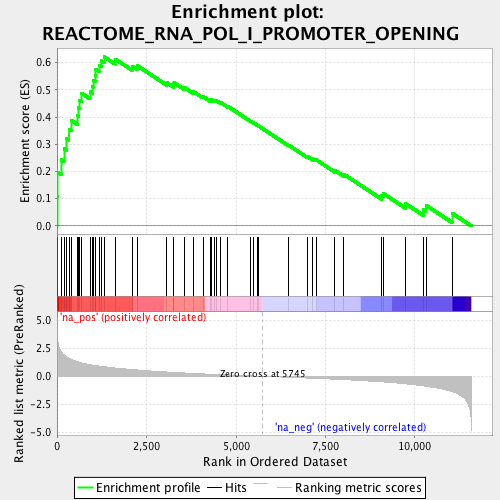 Enrichment plot:
REACTOME_RNA_POL_I_PROMOTER_OPENING
Enrichment score (ES)
0.6
0.5
0.4
0.3
0.2
0.1
0.0
'na_pos' (positively correlated)
Ranked list metric (PreRanked)
5.0
2.5
0.0
-2.5
-5.0
Zero cross at 5745
'na_neg' (negatively correlated)
0
2,500
5,000
7,500
10,000
Rank in Ordered Dataset
Enrichment profile
Hits
Ranking metric scores